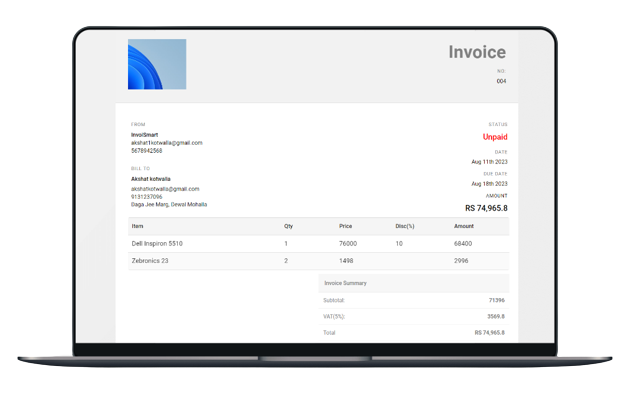 Invoice
NO:
004
FROM
InvoiSmart
akshat1kotwalla@gmail.com
5678942568
BILL TO
Akshat kotwalla
akshatkotwalla@gmail.com
9131237096
Daga Jee Marg, Dewal Mohalla
STATUS
Unpaid
DATE
Aug 11th 2023
DUE DATE
Aug 18th 2023
AMOUNT
RS 74,965.8
Item Qty Price Disc(%) Amount
Dell Inspiron 5510 1 76000 10 68400
Zebronics 23 2 1498 2996
Invoice Summary
Subtotal: 71396
VAT(5%): 3569.8
Total RS 74,965.8